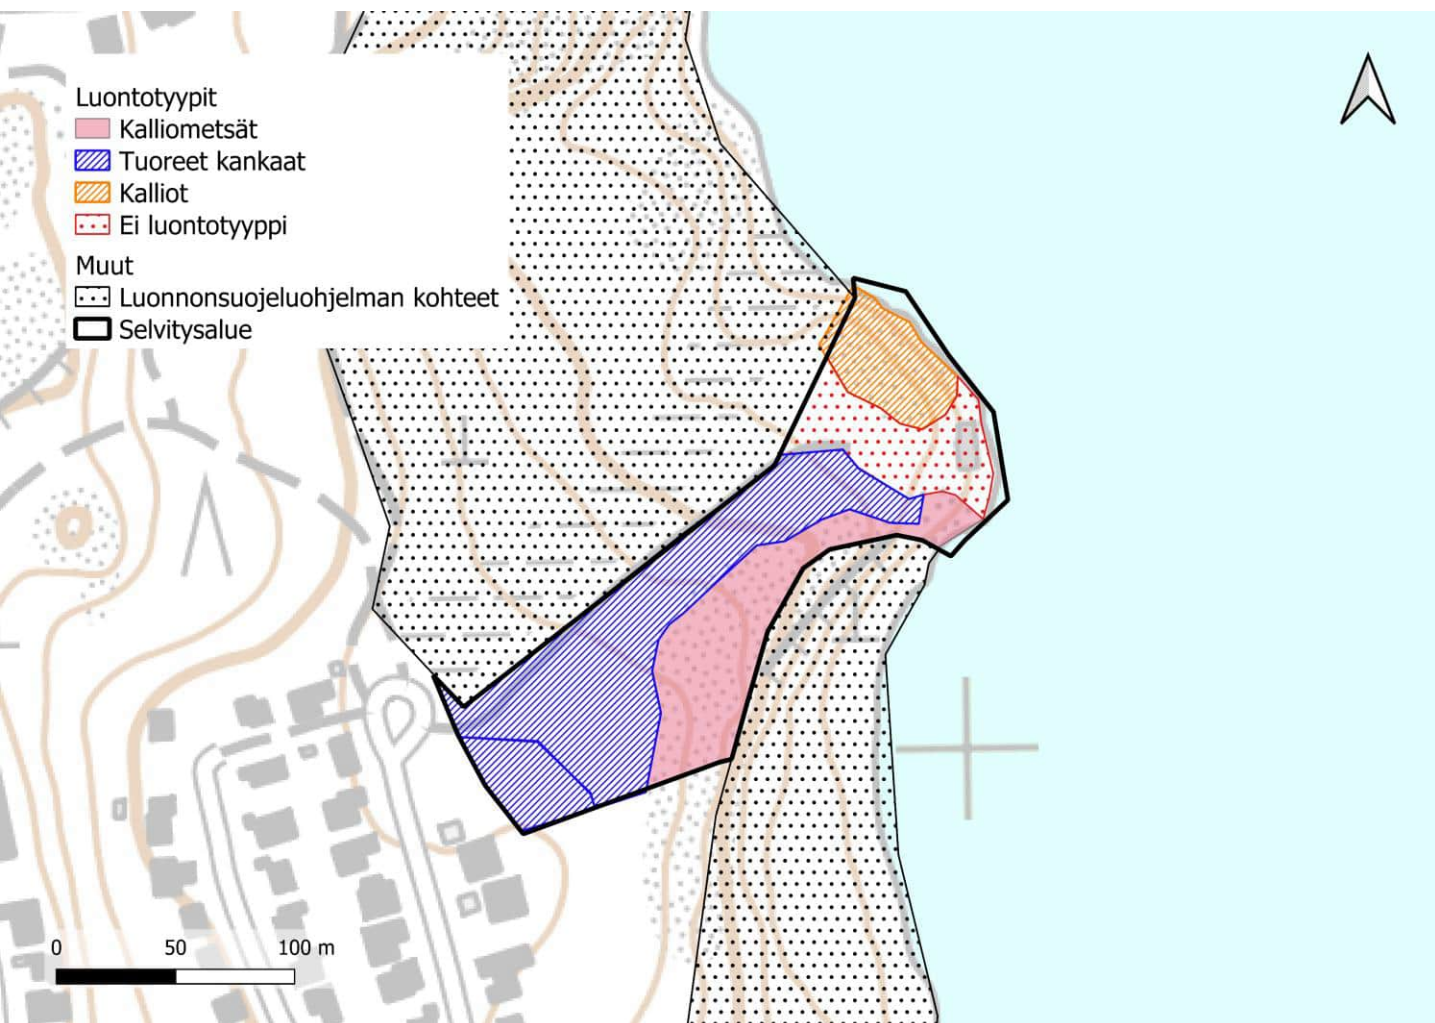 Luontotyypit
Kalliometsät
Tuoreet kankaat
Kalliot
Ei luontotyyppi
Muut
Luonnonsuojeluohjelman kohteet
Selvitysalue
0 50 100 m